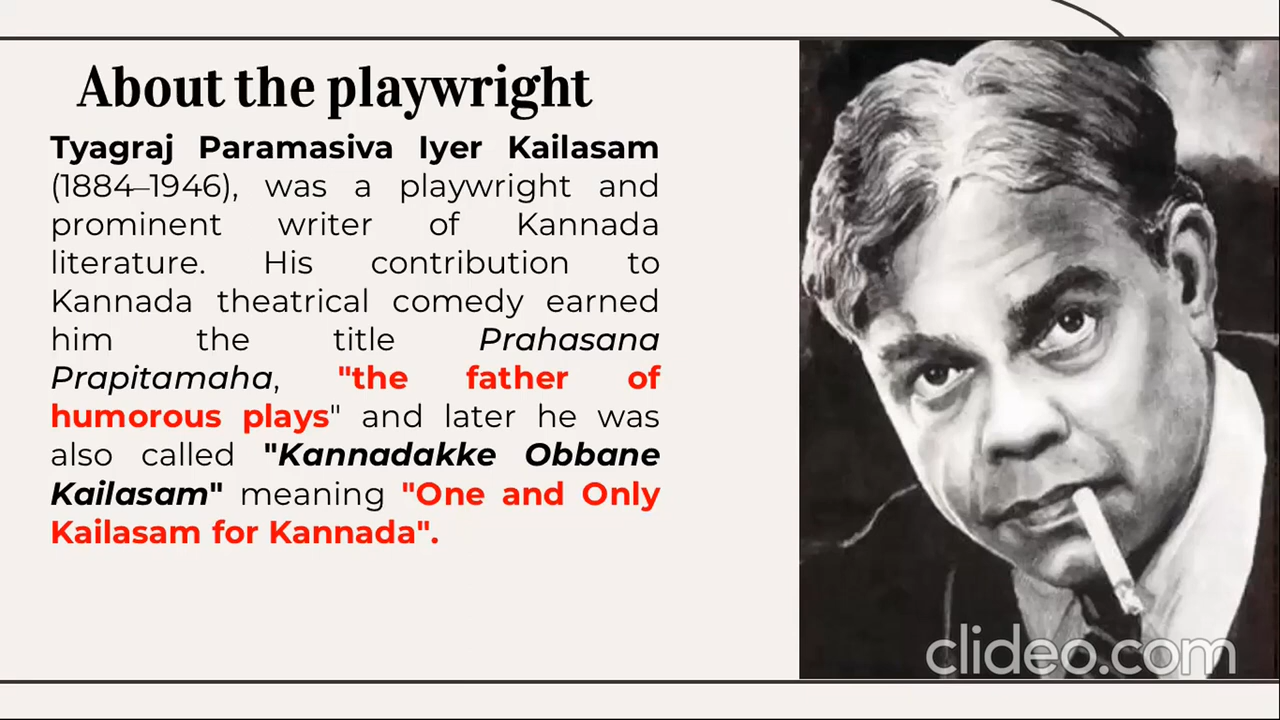 About the playwright
Tyagraj Paramasiva Iyer Kailasam
(1884–1946), was a playwright and
prominent writer of Kannada
literature. His contribution to
Kannada theatrical comedy earned
him the title Prahasana
Prapitamaha, "the father of
humorous plays" and later he was
also called "Kannadakke Obbane
Kailasam" meaning "One and Only
Kailasam for Kannada".
clideo.com